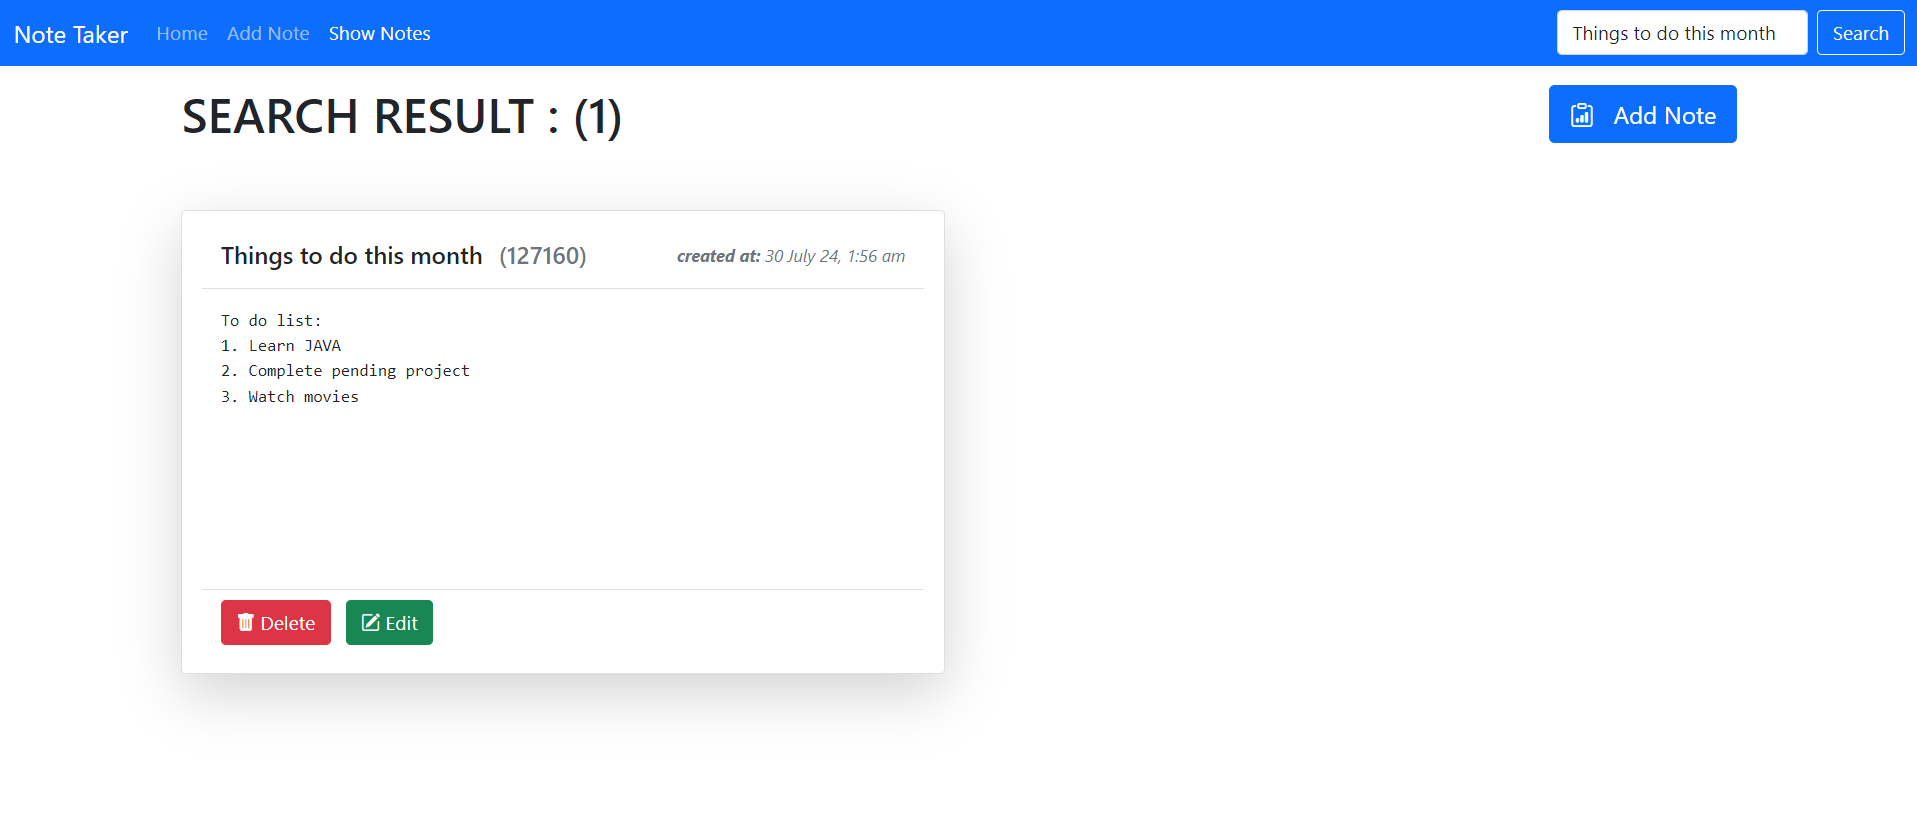 Note Taker Home Add Note Show Notes Things to do this month Search
SEARCH RESULT : (1) Add Note
Things to do this month (127160) created at: 30 July 24, 1:56 am
To do list:
1. Learn JAVA
2. Complete pending project
3. Watch movies
Delete Edit